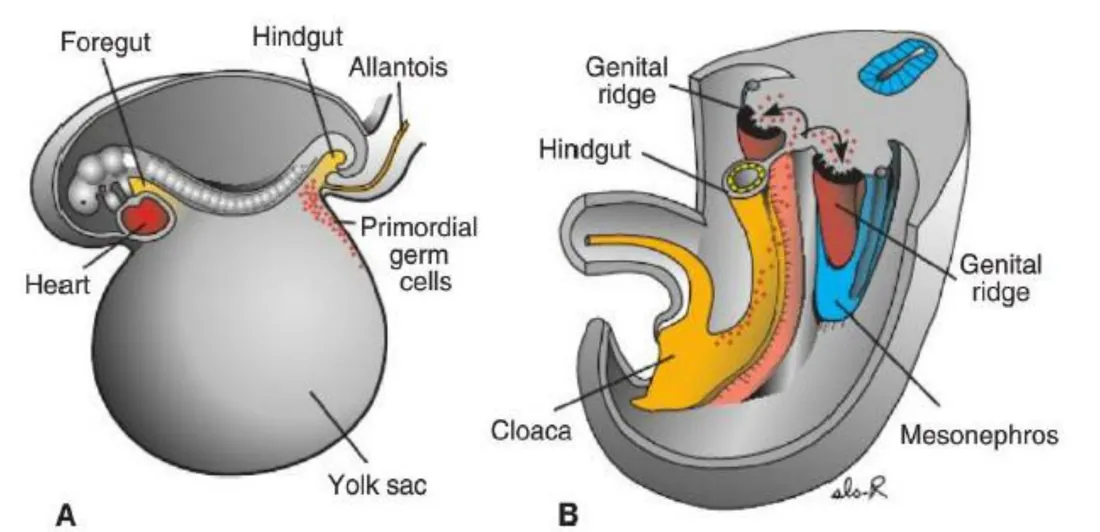 Foregut
Hindgut
Allantois
Primordial
germ
cells
Heart
Yolk sac
A
Genital
ridge
Hindgut
Genital
ridge
Cloaca
Mesonephros
sls-R
B